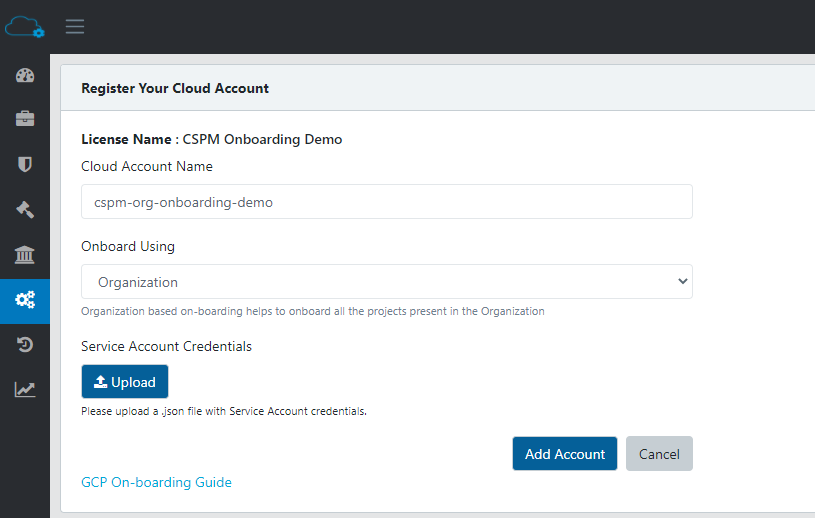 Register Your Cloud Account
License Name : CSPM Onboarding Demo
Cloud Account Name
cspm-org-onboarding-demo
Onboard Using
Organization
Organization based on-boarding helps to onboard all the projects present in the Organization
Service Account Credentials
Upload
Please upload a .json file with Service Account credentials.
Add Account Cancel
GCP On-boarding Guide